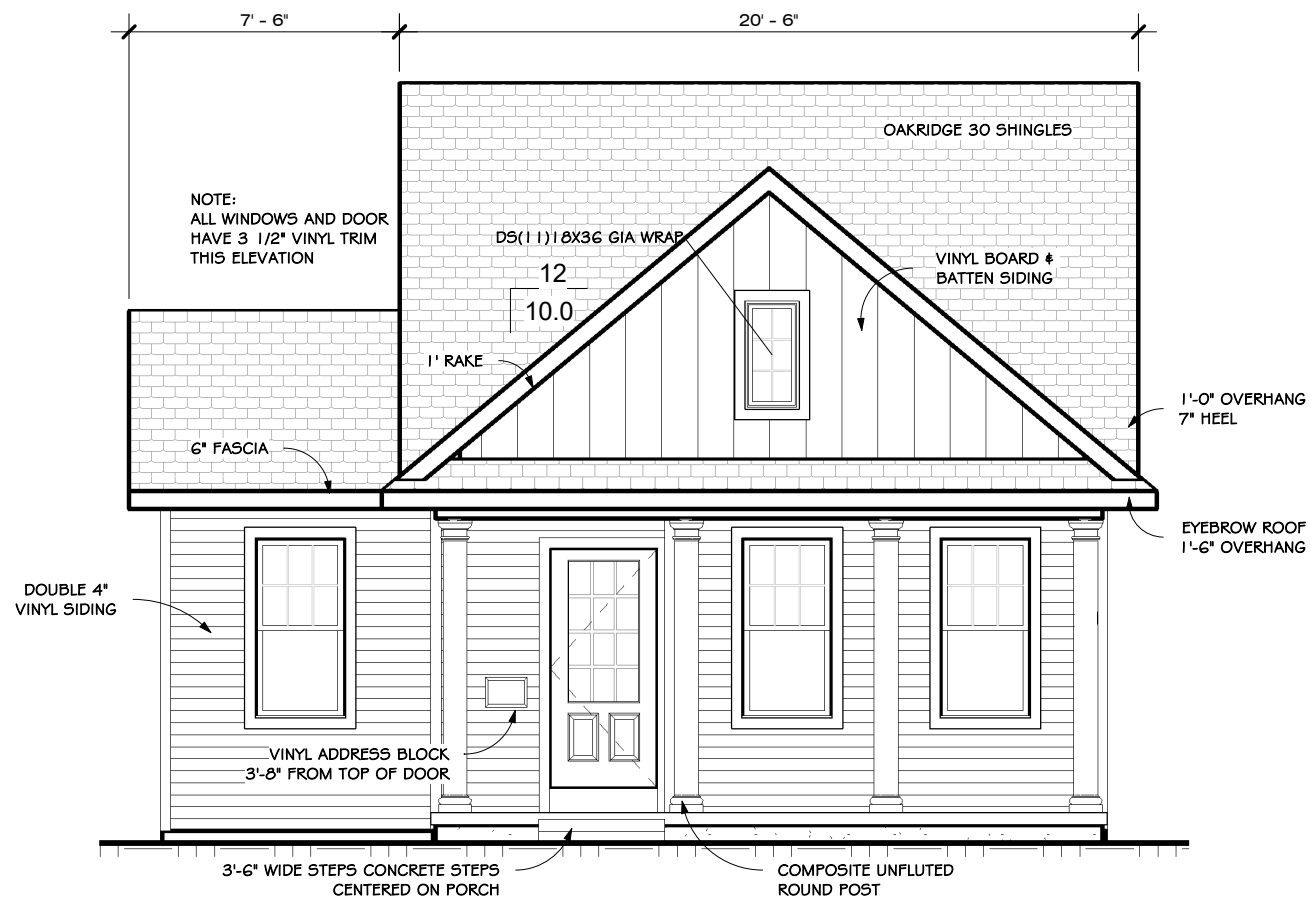 7' - 6"
20' - 6"
OAKRIDGE 30 SHINGLES
NOTE:
ALL WINDOWS AND DOOR
HAVE 3 1/2" VINYL TRIM
THIS ELEVATION
DS(11)18X36 GIA WRAP
12
10.0
VINYL BOARD &
BATTEN SIDING
1' RAKE
1'-0" OVERHANG
7" HEEL
6" FASCIA
EYEBROW ROOF
1'-6" OVERHANG
DOUBLE 4"
VINYL SIDING
VINYL ADDRESS BLOCK
3'-8" FROM TOP OF DOOR
3'-6" WIDE STEPS CONCRETE STEPS
CENTERED ON PORCH
COMPOSITE UNFLUTED
ROUND POST